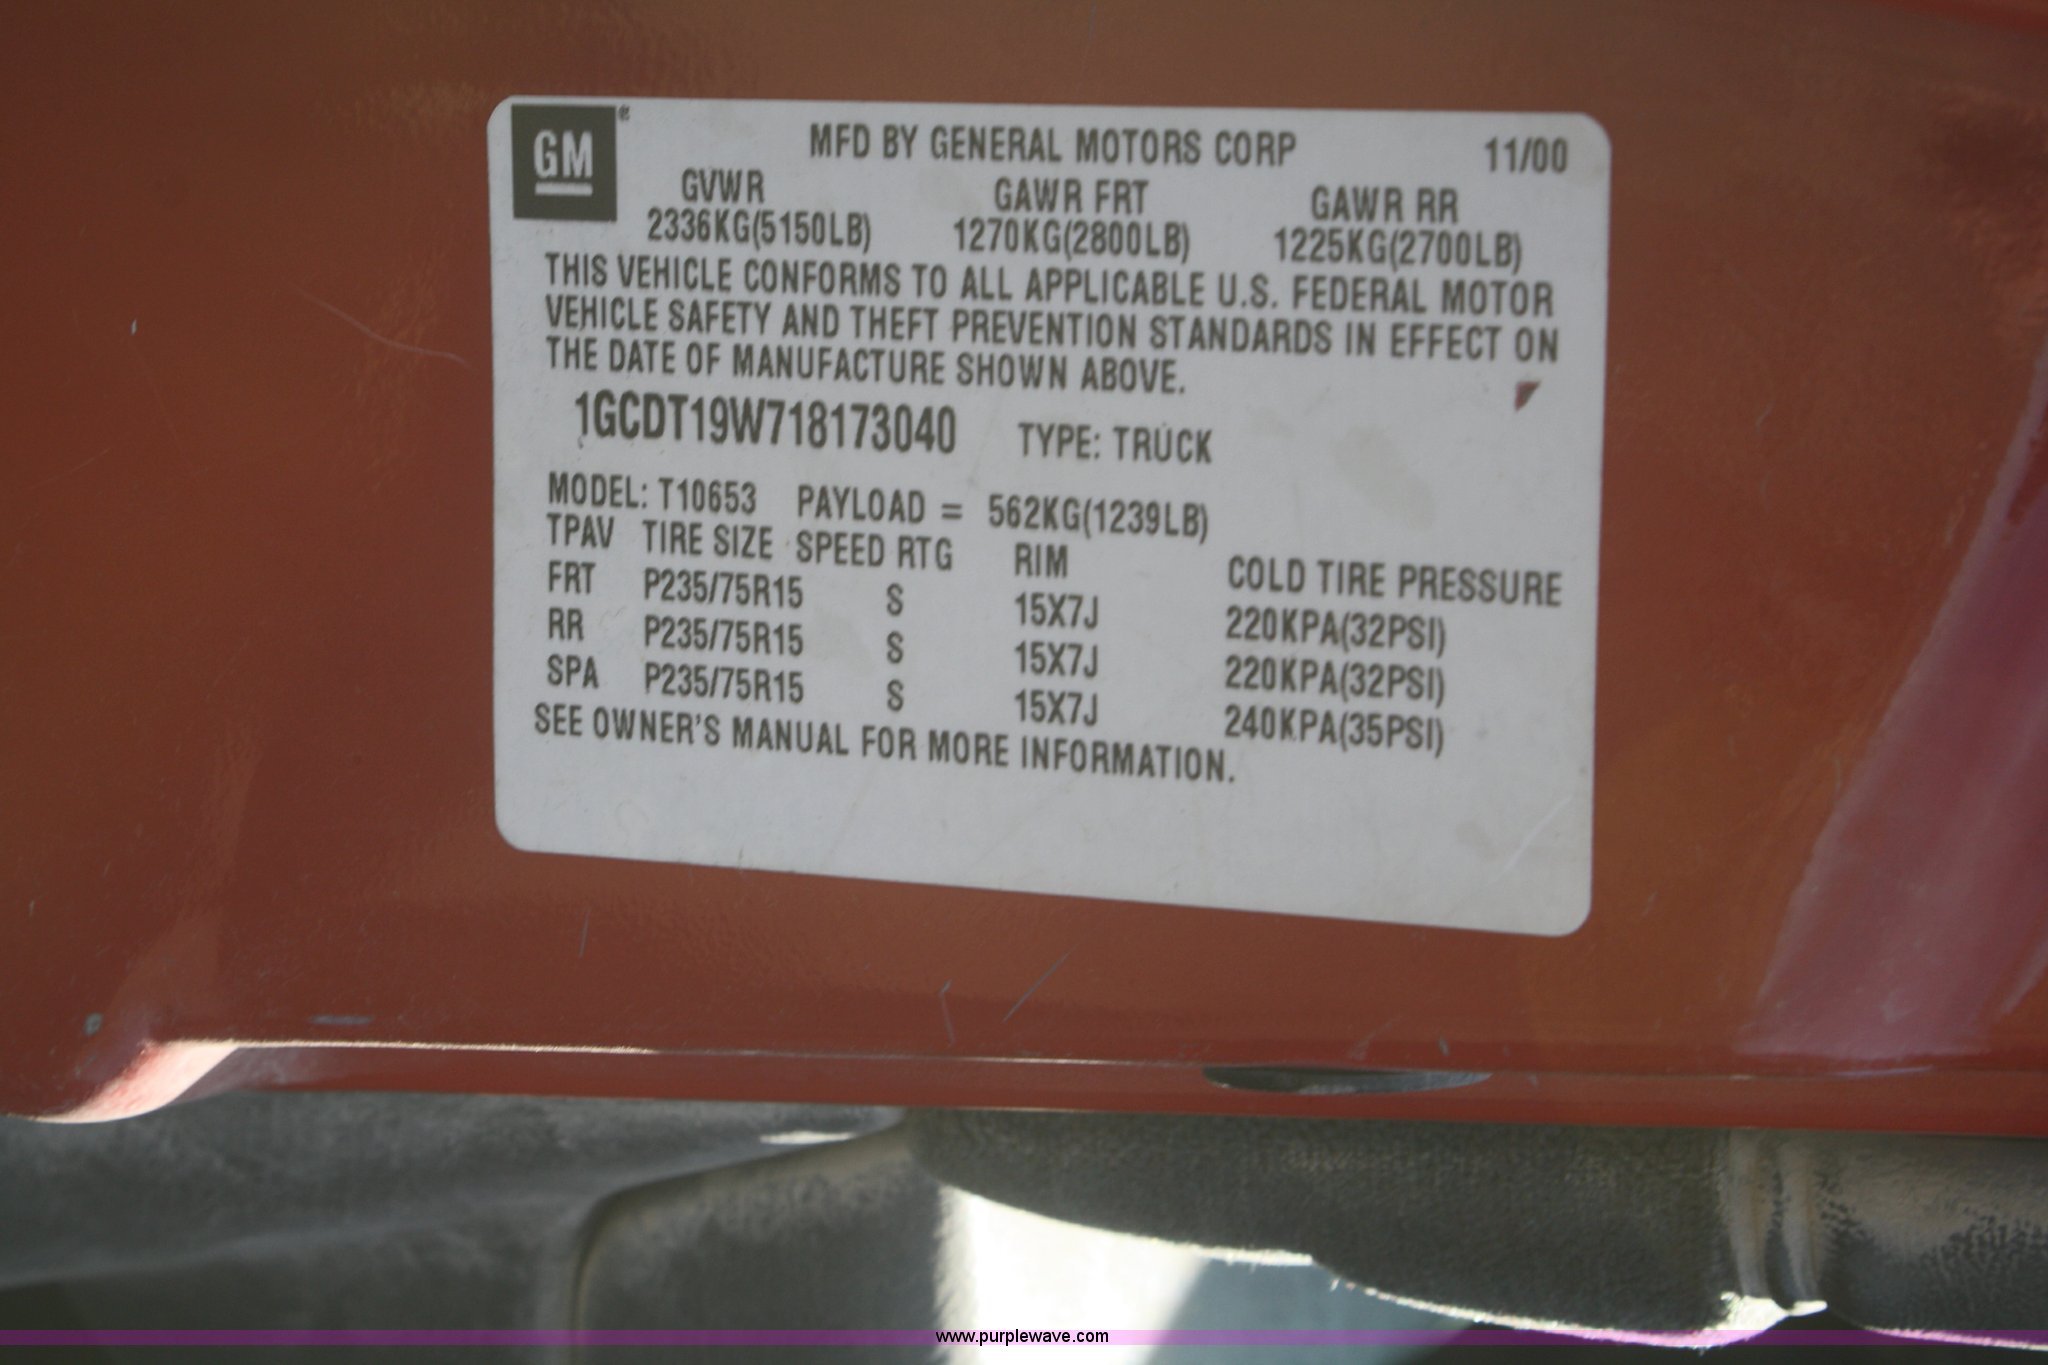 GM®
MFD BY GENERAL MOTORS CORP 11/00
GVWR GAWR FRT GAWR RR
2336KG(5150LB) 1270KG(2800LB) 1225KG(2700LB)
THIS VEHICLE CONFORMS TO ALL APPLICABLE U.S. FEDERAL MOTOR
VEHICLE SAFETY AND THEFT PREVENTION STANDARDS IN EFFECT ON
THE DATE OF MANUFACTURE SHOWN ABOVE.
1GCDT19W718173040 TYPE: TRUCK
MODEL: T10653 PAYLOAD = 562KG(1239LB)
TPAV TIRE SIZE SPEED RTG RIM COLD TIRE PRESSURE
FRT P235/75R15 S 15X7J 220KPA(32PSI)
RR P235/75R15 S 15X7J 220KPA(32PSI)
SPA P235/75R15 S 15X7J 240KPA(35PSI)
SEE OWNER'S MANUAL FOR MORE INFORMATION.
www.purplewave.com